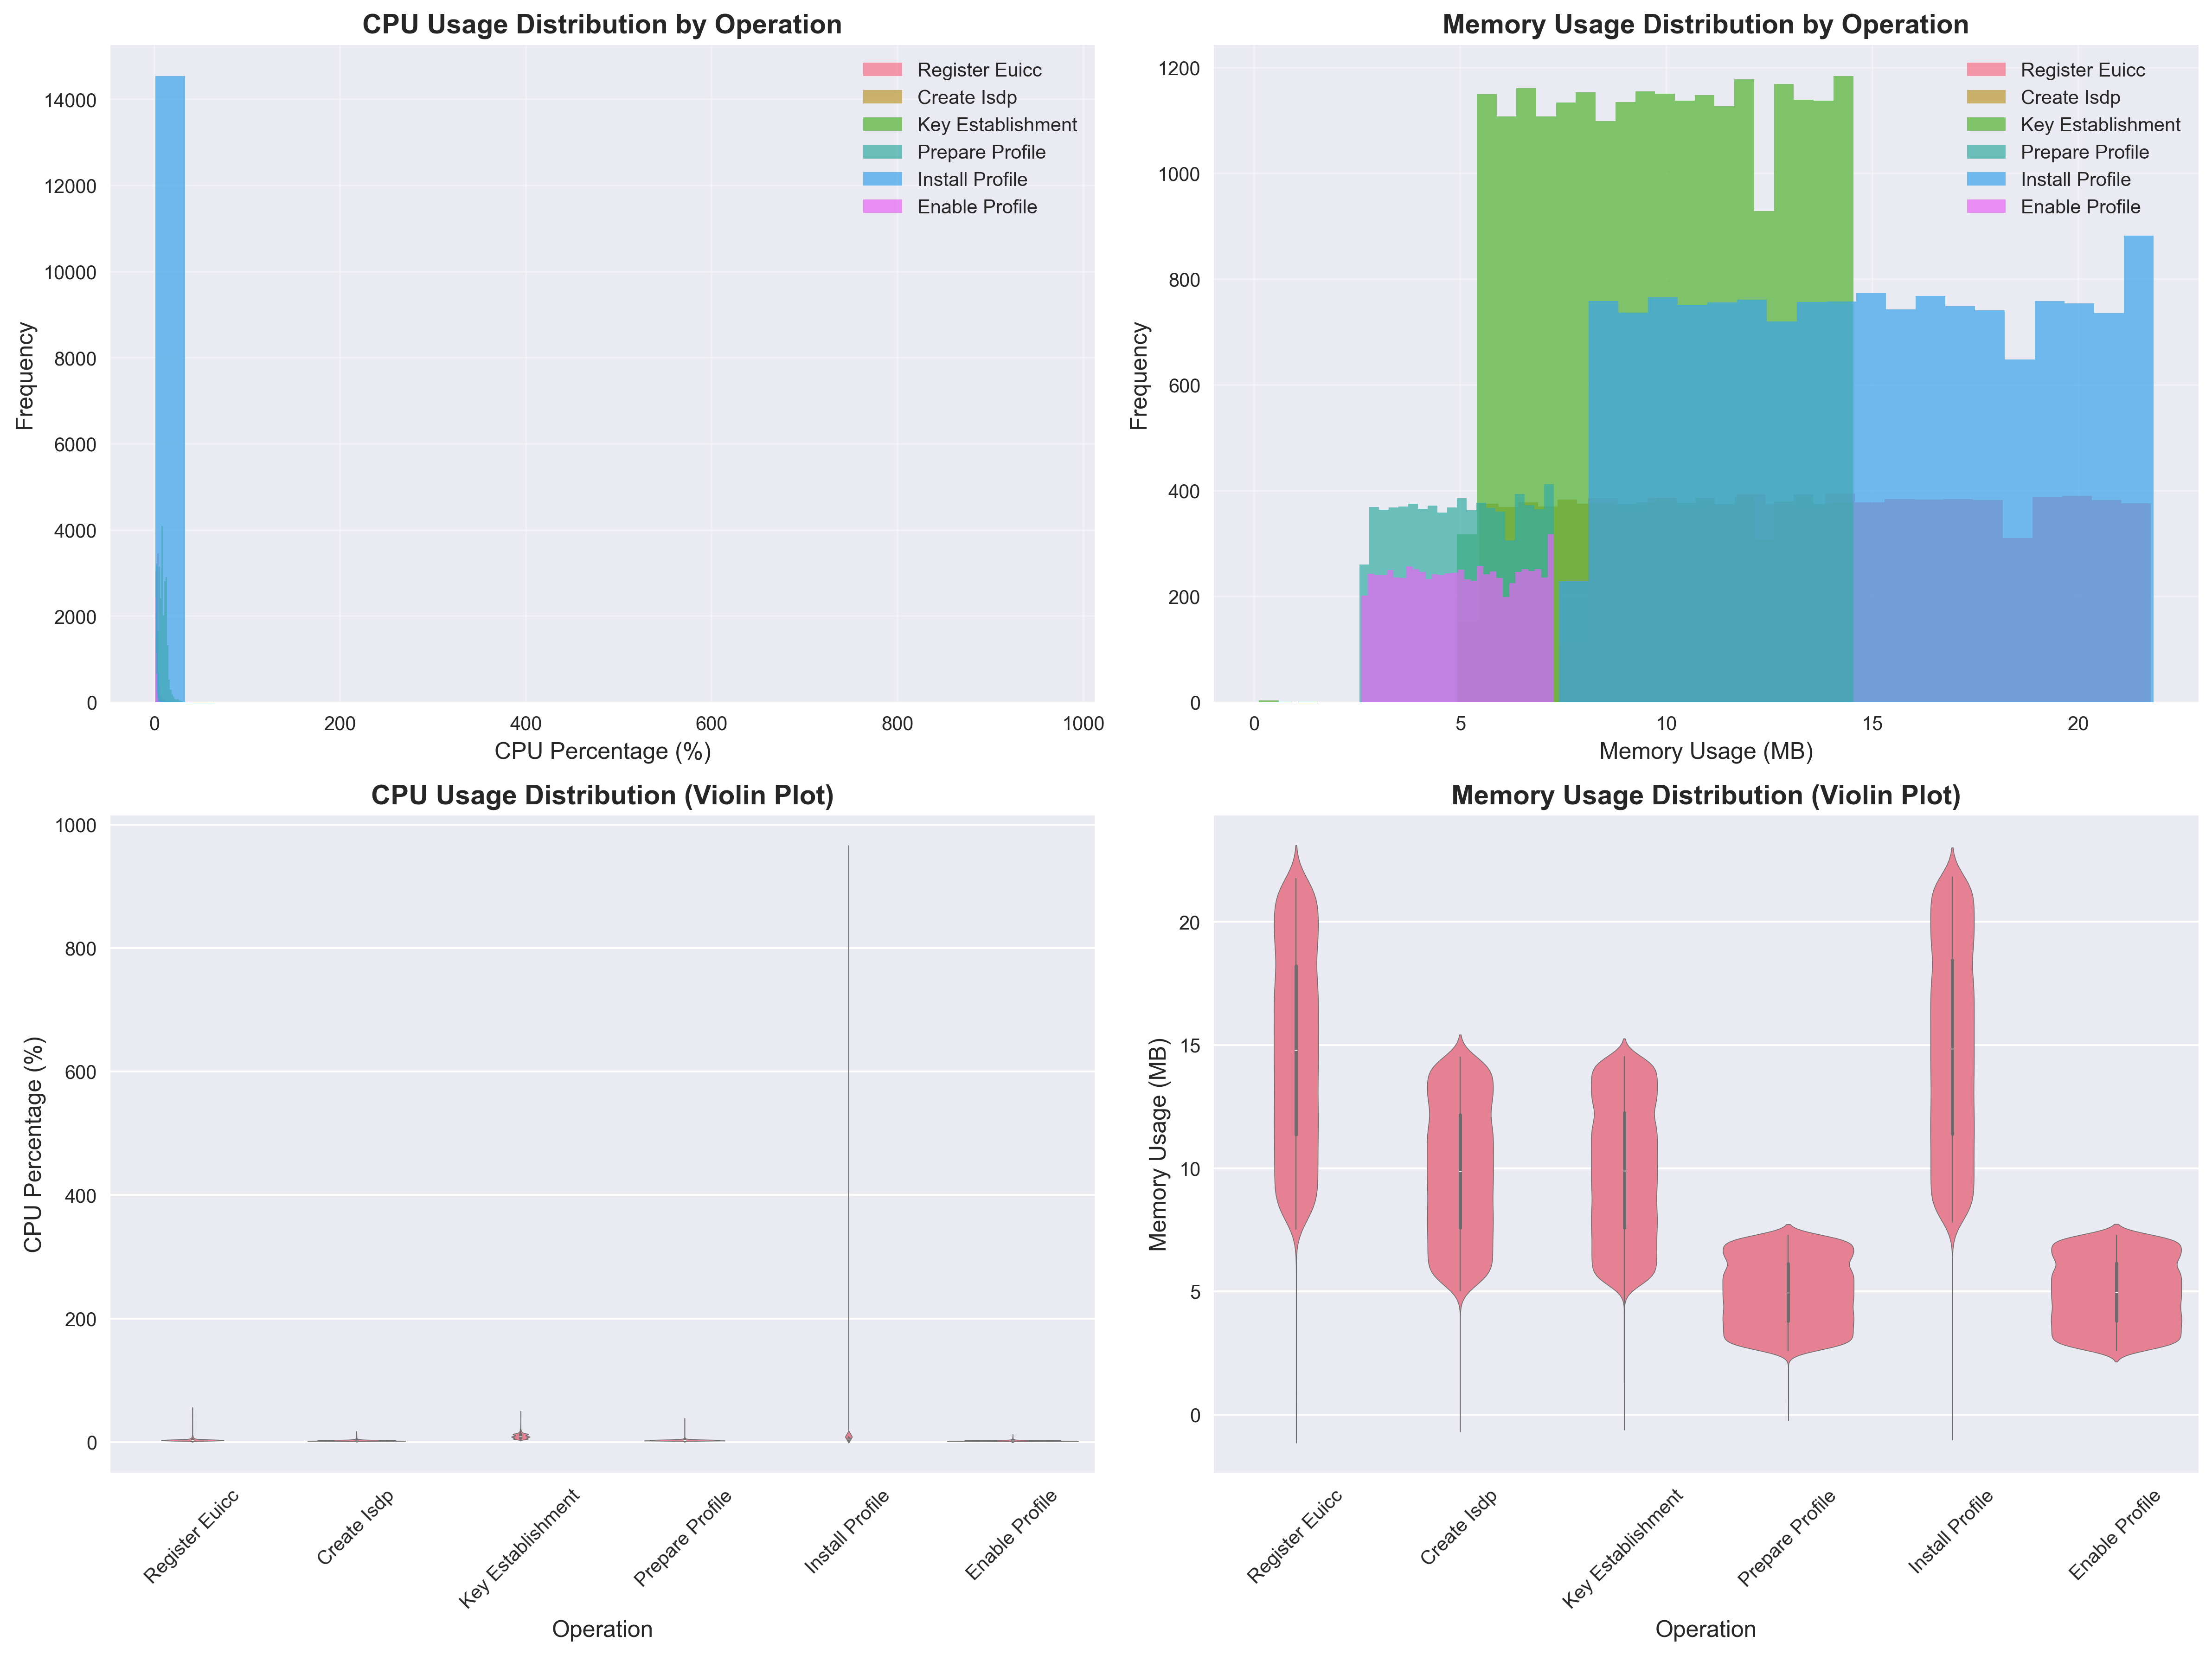 CPU Usage Distribution by Operation
14000
12000
10000
8000
6000
4000
2000
0
Frequency
0 200 400 600 800 1000
CPU Percentage (%)
Register Euicc
Create Isdp
Key Establishment
Prepare Profile
Install Profile
Enable Profile
Memory Usage Distribution by Operation
1200
1000
800
600
400
200
0
Frequency
0 5 10 15 20
Memory Usage (MB)
Register Euicc
Create Isdp
Key Establishment
Prepare Profile
Install Profile
Enable Profile
CPU Usage Distribution (Violin Plot)
1000
800
600
400
200
0
CPU Percentage (%)
Register Euicc
Create Isdp
Key Establishment
Prepare Profile
Install Profile
Enable Profile
Operation
Memory Usage Distribution (Violin Plot)
20
15
10
5
0
Memory Usage (MB)
Register Euicc
Create Isdp
Key Establishment
Prepare Profile
Install Profile
Enable Profile
Operation